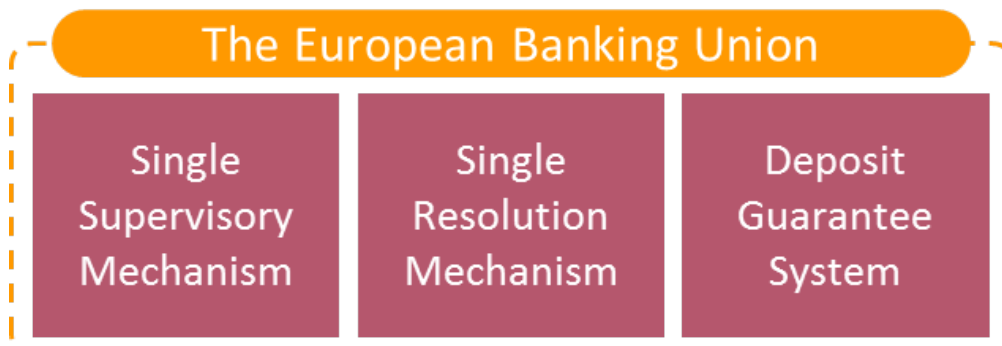 The European Banking Union
Single
Supervisory
Mechanism
Single
Resolution
Mechanism
Deposit
Guarantee
System